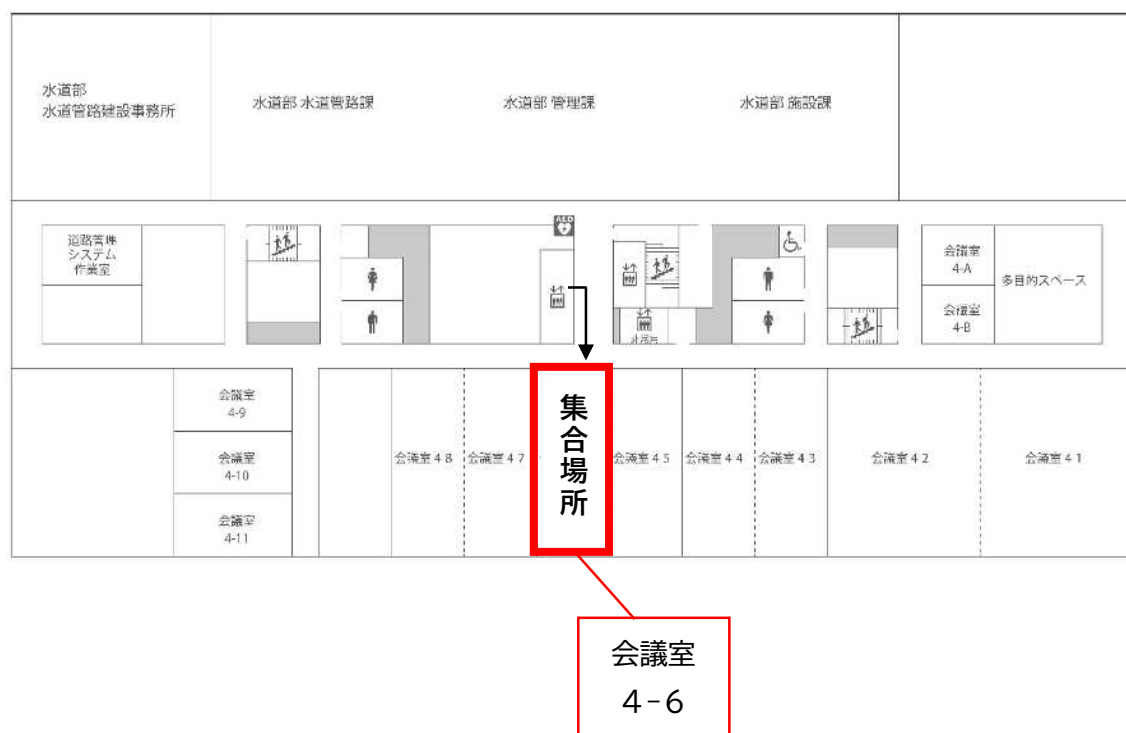 水道部
水道管路建設事務所
水道部 水道管路課
水道部 管理課
水道部 施設課
AED
道路管理
システム
作業室
会議室
4-A
会議室
4-B
多目的スペース
非常用
会議室
4-9
会議室
4-10
会議室
4-11
会議室 4 8
会議室 4 7
集合場所
会議室 4 5
会議室 4 4
会議室 4 3
会議室 4 2
会議室 4 1
会議室
4-6